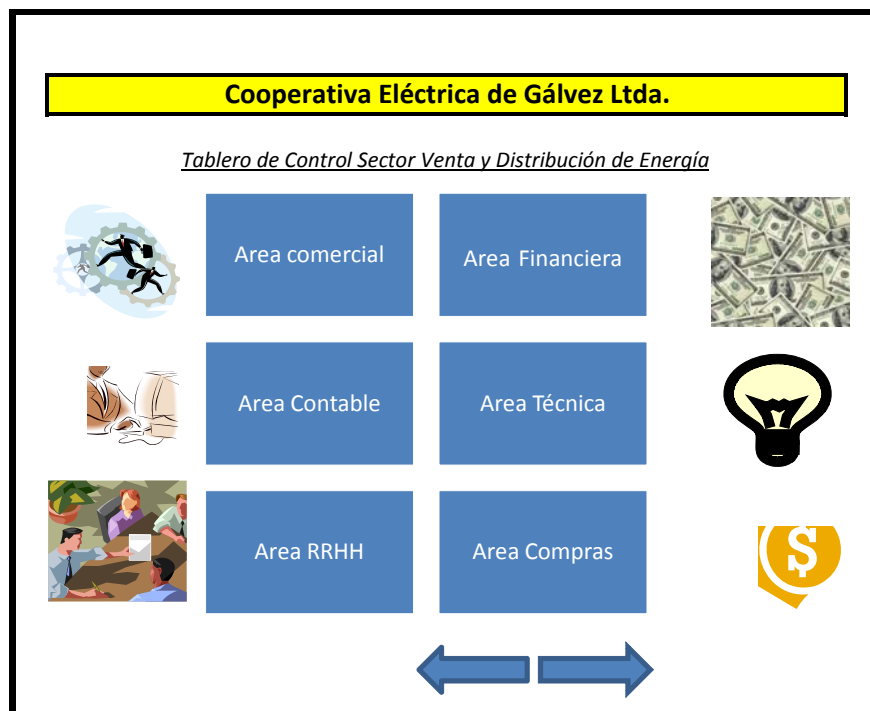 Cooperativa Eléctrica de Gálvez Ltda.
Tablero de Control Sector Venta y Distribución de Energía
Area comercial
Area Financiera
Area Contable
Area Técnica
Area RRHH
Area Compras
$